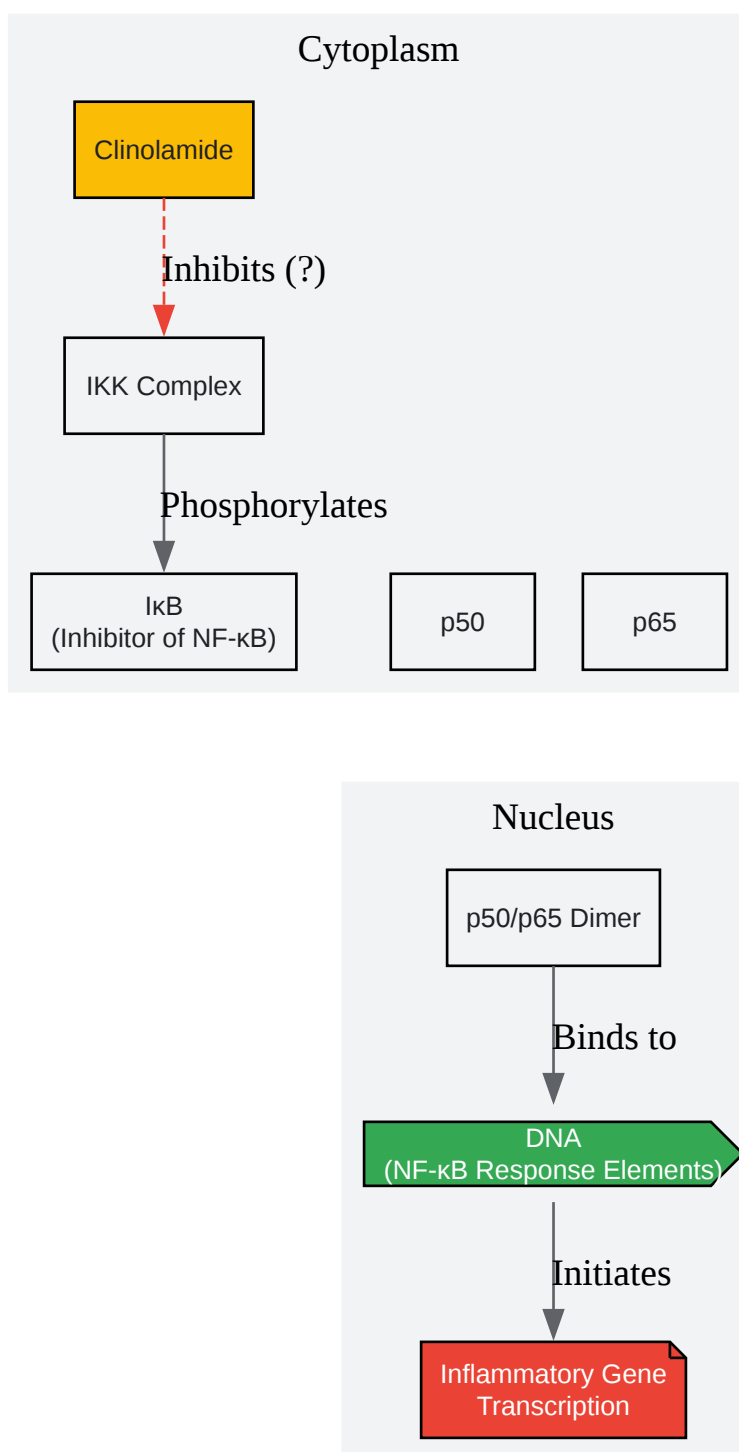 Cytoplasm
Clinolamide
Inhibits (?)
IKK Complex
Phosphorylates
IκB
(Inhibitor of NF-κB)
p50
p65
Nucleus
p50/p65 Dimer
Binds to
DNA
(NF-κB Response Elements)
Initiates
Inflammatory Gene
Transcription